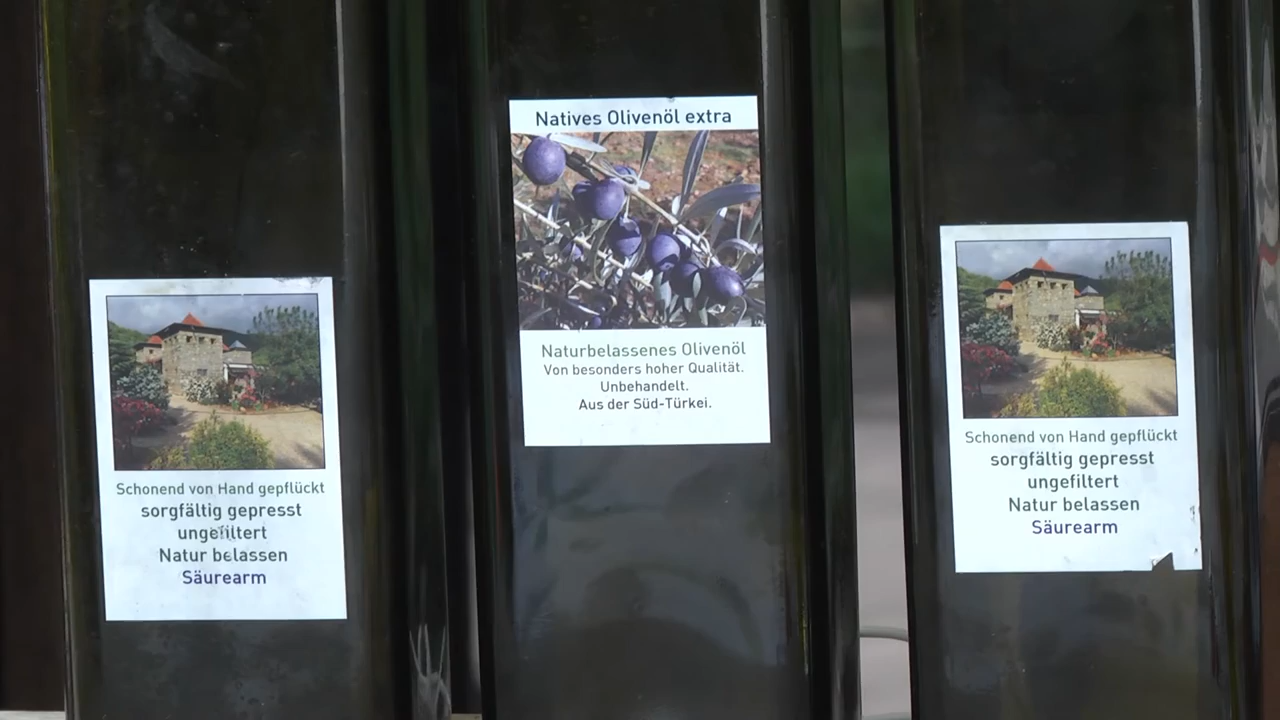 Schonend von Hand gepflückt
sorgfältig gepresst
ungefiltert
Natur belassen
Säurearm
Natives Olivenöl extra
Naturbelassenes Olivenöl
Von besonders hoher Qualität.
Unbehandelt.
Aus der Süd-Türkei.
Schonend von Hand gepflückt
sorgfältig gepresst
ungefiltert
Natur belassen
Säurearm